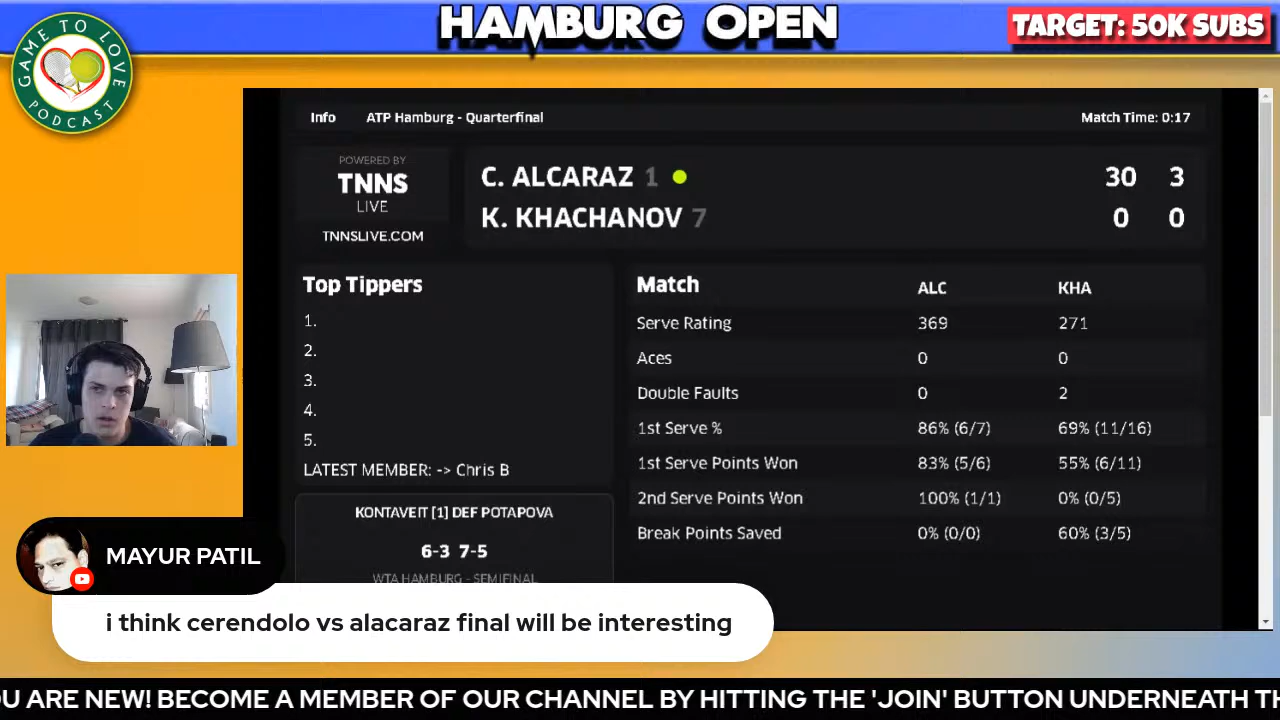 HAMBURG OPEN
TARGET: 50K SUBS
GAME TO LOVE
PODCAST
Info
ATP Hamburg - Quarterfinal
Match Time: 0:17
POWERED BY
TNNS
LIVE
TNNSLIVE.COM
C. ALCARAZ 1 30 3
K. KHACHANOV 7 0 0
Top Tippers
1.
2.
3.
4.
5.
LATEST MEMBER: -> Chris B
Match ALC KHA
Serve Rating 369 271
Aces 0 0
Double Faults 0 2
1st Serve % 86% (6/7) 69% (11/16)
1st Serve Points Won 83% (5/6) 55% (6/11)
2nd Serve Points Won 100% (1/1) 0% (0/5)
Break Points Saved 0% (0/0) 60% (3/5)
KONTAVEIT [1] DEF POTAPOVA
6-3 7-5
WTA HAMBURG - SEMIFINAL
MAYUR PATIL
i think cerendolo vs alacaraz final will be interesting
OU ARE NEW! BECOME A MEMBER OF OUR CHANNEL BY HITTING THE 'JOIN' BUTTON UNDERNEATH TH